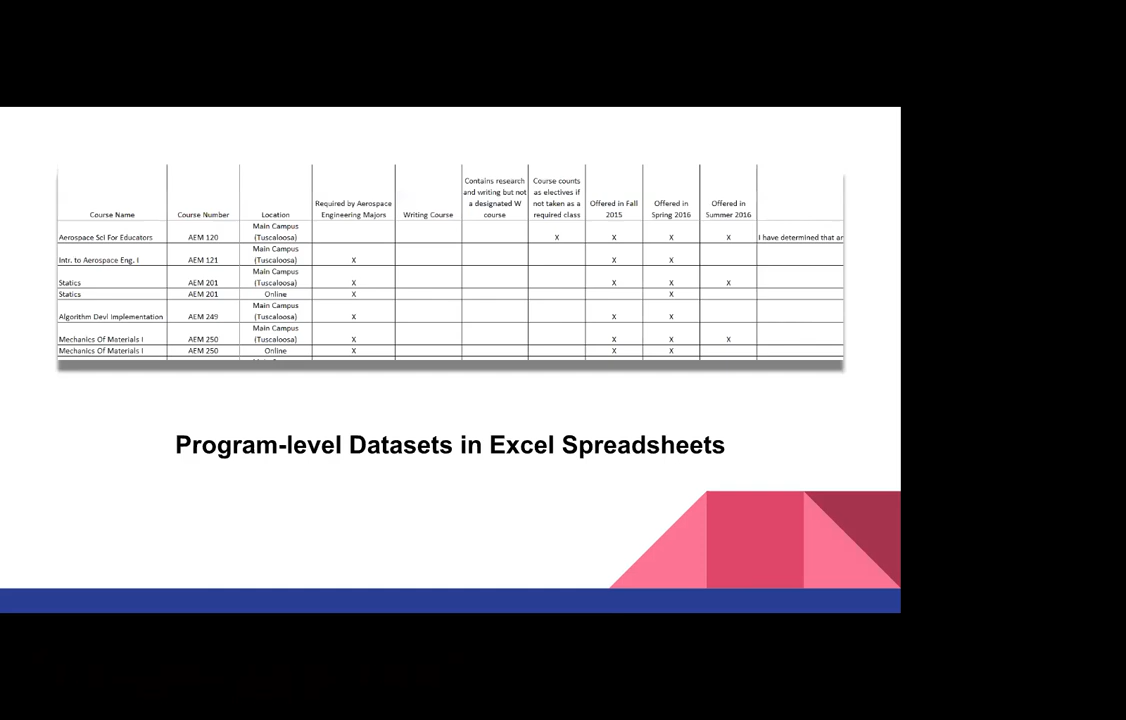 Course Name Course Number Location Required by Aerospace Engineering Majors Writing Course Contains research and writing but not a designated W course Course counts as electives if not taken as a required class Offered in Fall 2015 Offered in Spring 2016 Offered in Summer 2016
Aerospace Sci For Educators AEM 120 Main Campus (Tuscaloosa) X X X X I have determined that ar
Intr. to Aerospace Eng. I AEM 121 Main Campus (Tuscaloosa) X X X
Statics AEM 201 Main Campus (Tuscaloosa) X X X X
Statics AEM 201 Online X X
Algorithm Devl Implementation AEM 249 Main Campus (Tuscaloosa) X X X
Mechanics Of Materials I AEM 250 Main Campus (Tuscaloosa) X X X X
Mechanics Of Materials I AEM 250 Online X X X
Program-level Datasets in Excel Spreadsheets